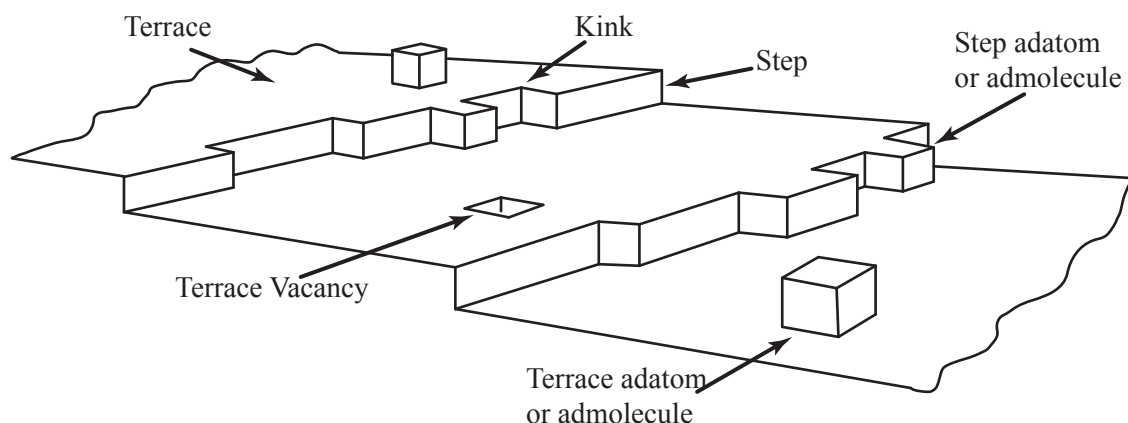 Terrace
Kink
Step
Step adatom
or admolecule
Terrace Vacancy
Terrace adatom
or admolecule